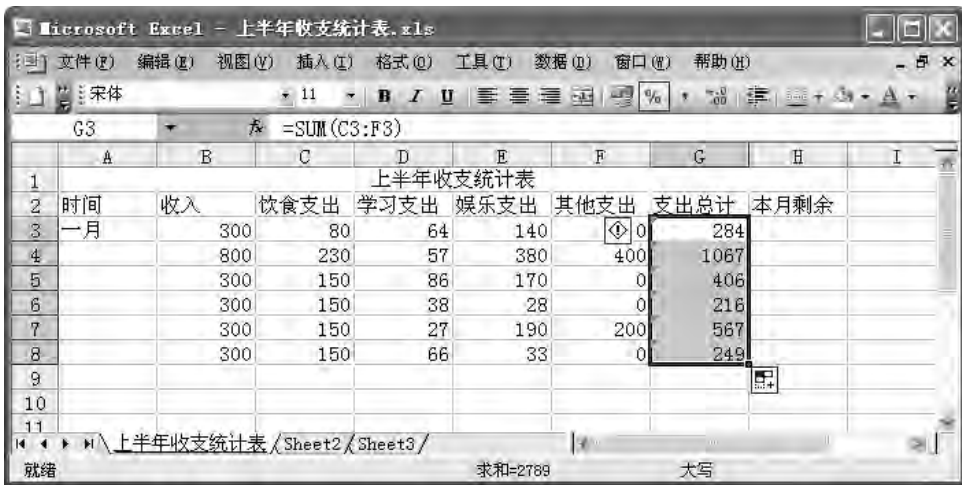 Microsoft Excel - 上半年收支统计表.xls
文件(F) 编辑(E) 视图(V) 插入(I) 格式(O) 工具(T) 数据(D) 窗口(W) 帮助(H)
宋体 11 B I U %
G3 fx =SUM(C3:F3)
A B C D E F G H I
1 上半年收支统计表
2 时间 收入 饮食支出 学习支出 娱乐支出 其他支出 支出总计 本月剩余
3 一月 300 80 64 140 0 284
4 800 230 57 380 400 1067
5 300 150 86 170 0 406
6 300 150 38 28 0 216
7 300 150 27 190 200 567
8 300 150 66 33 0 249
9
10
11
上半年收支统计表 Sheet2 Sheet3
就绪 求和=2789 大写